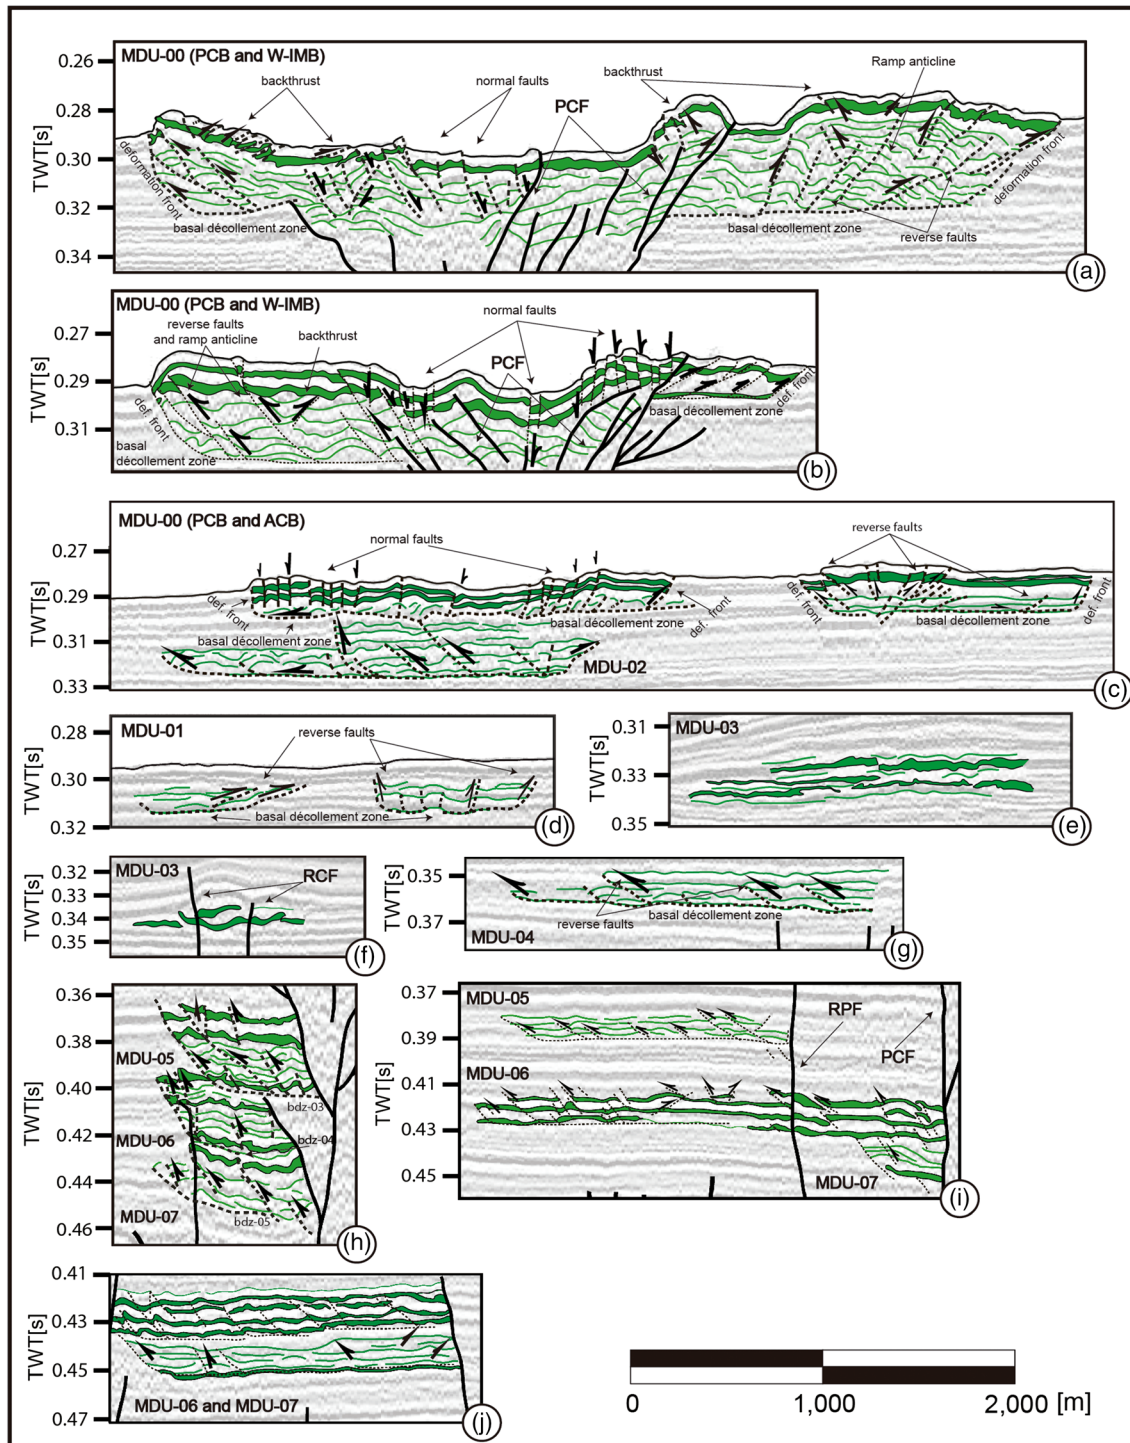 MDU-00 (PCB and W-IMB)
backthrust
normal faults
PCF
backthrust
Ramp anticline
deformation front
basal décollement zone
basal décollement zone
reverse faults
deformation front
TWT[s]
0.26
0.28
0.30
0.32
0.34
(a)
MDU-00 (PCB and W-IMB)
reverse faults
and ramp anticline
backthrust
normal faults
PCF
def. front
basal
décollement zone
basal décollement zone
def. front
TWT[s]
0.27
0.29
0.31
(b)
MDU-00 (PCB and ACB)
normal faults
reverse faults
def. front
basal décollement zone
basal décollement zone
def. front
MDU-02
def. front
basal décollement zone
def. front
TWT[s]
0.27
0.29
0.31
0.33
(c)
MDU-01
reverse faults
basal décollement zone
TWT[s]
0.28
0.30
0.32
(d)
MDU-03
TWT[s]
0.31
0.33
0.35
(e)
MDU-03
RCF
TWT[s]
0.32
0.33
0.34
0.35
(f)
TWT[s]
0.35
0.37
reverse faults
basal décollement zone
MDU-04
(g)
TWT[s]
0.36
0.38
0.40
0.42
0.44
0.46
MDU-05
bdz-03
MDU-06
bdz-04
MDU-07
bdz-05
(h)
TWT[s]
0.37
0.39
0.41
0.43
0.45
MDU-05
RPF
PCF
MDU-06
MDU-07
(i)
TWT[s]
0.41
0.43
0.45
0.47
MDU-06 and MDU-07
(j)
0 1,000 2,000 [m]